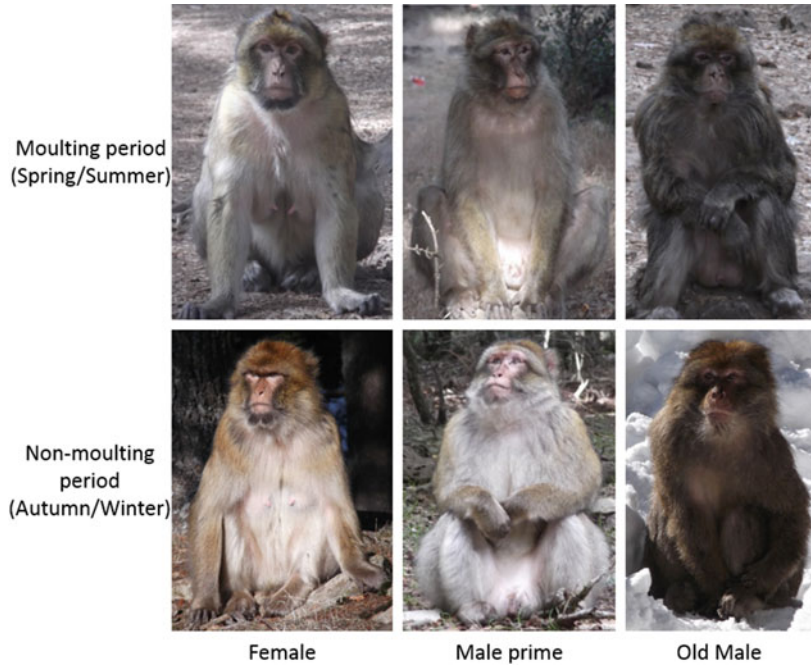 Moulting period
(Spring/Summer)
Non-moulting
period
(Autumn/Winter)
Female
Male prime
Old Male